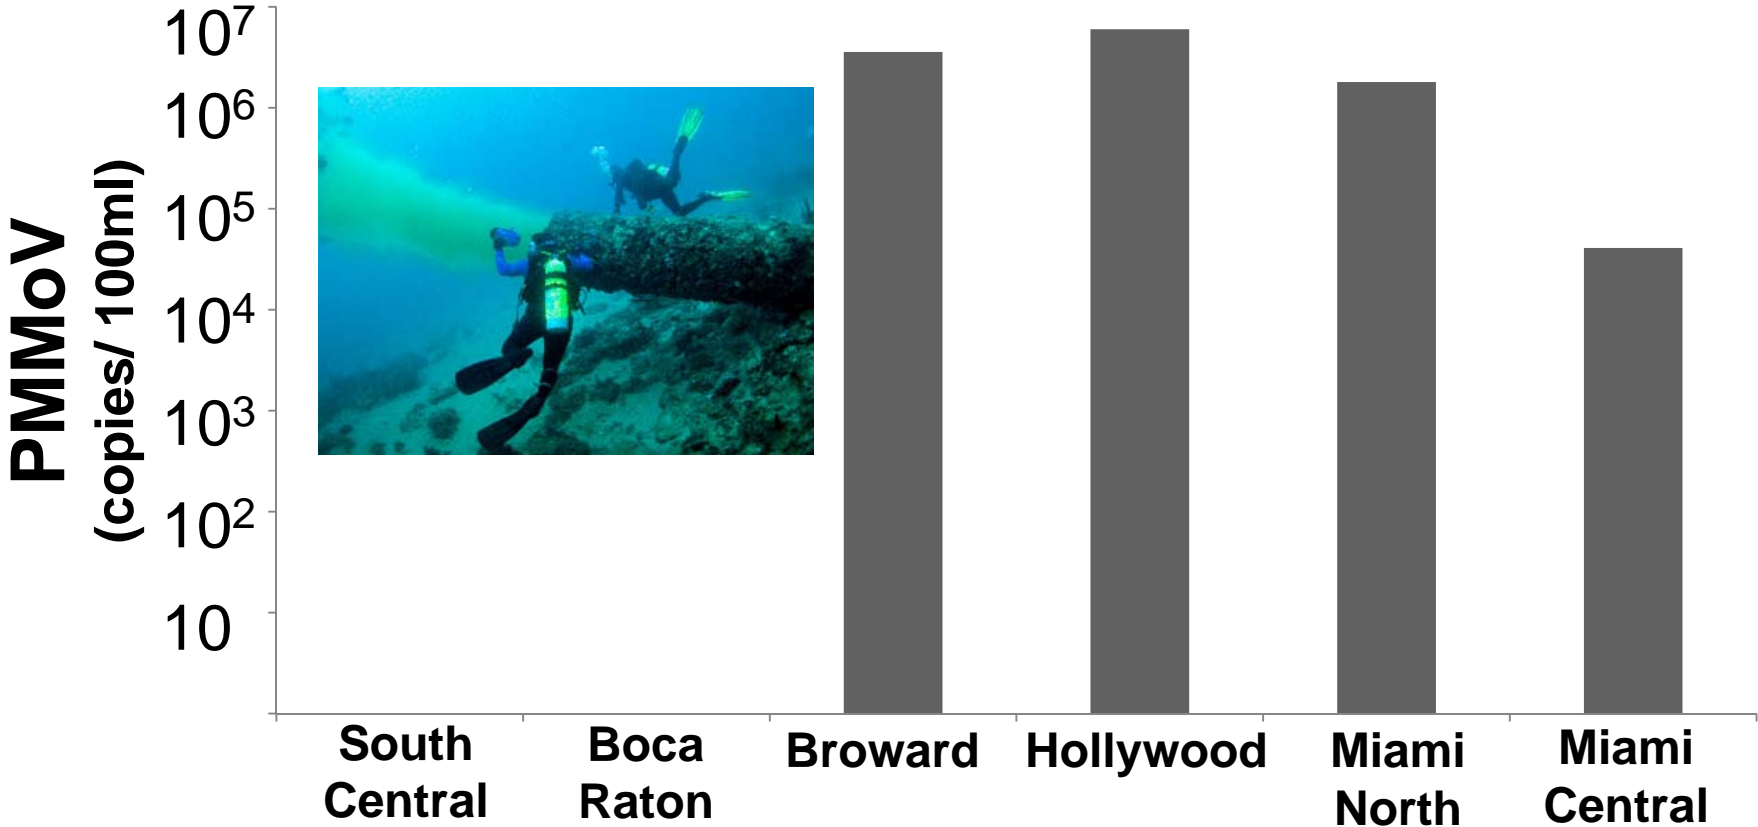 PMMoV
(copies/ 100ml)
10⁷
10⁶
10⁵
10⁴
10³
10²
10
South
Central
Boca
Raton
Broward
Hollywood
Miami
North
Miami
Central